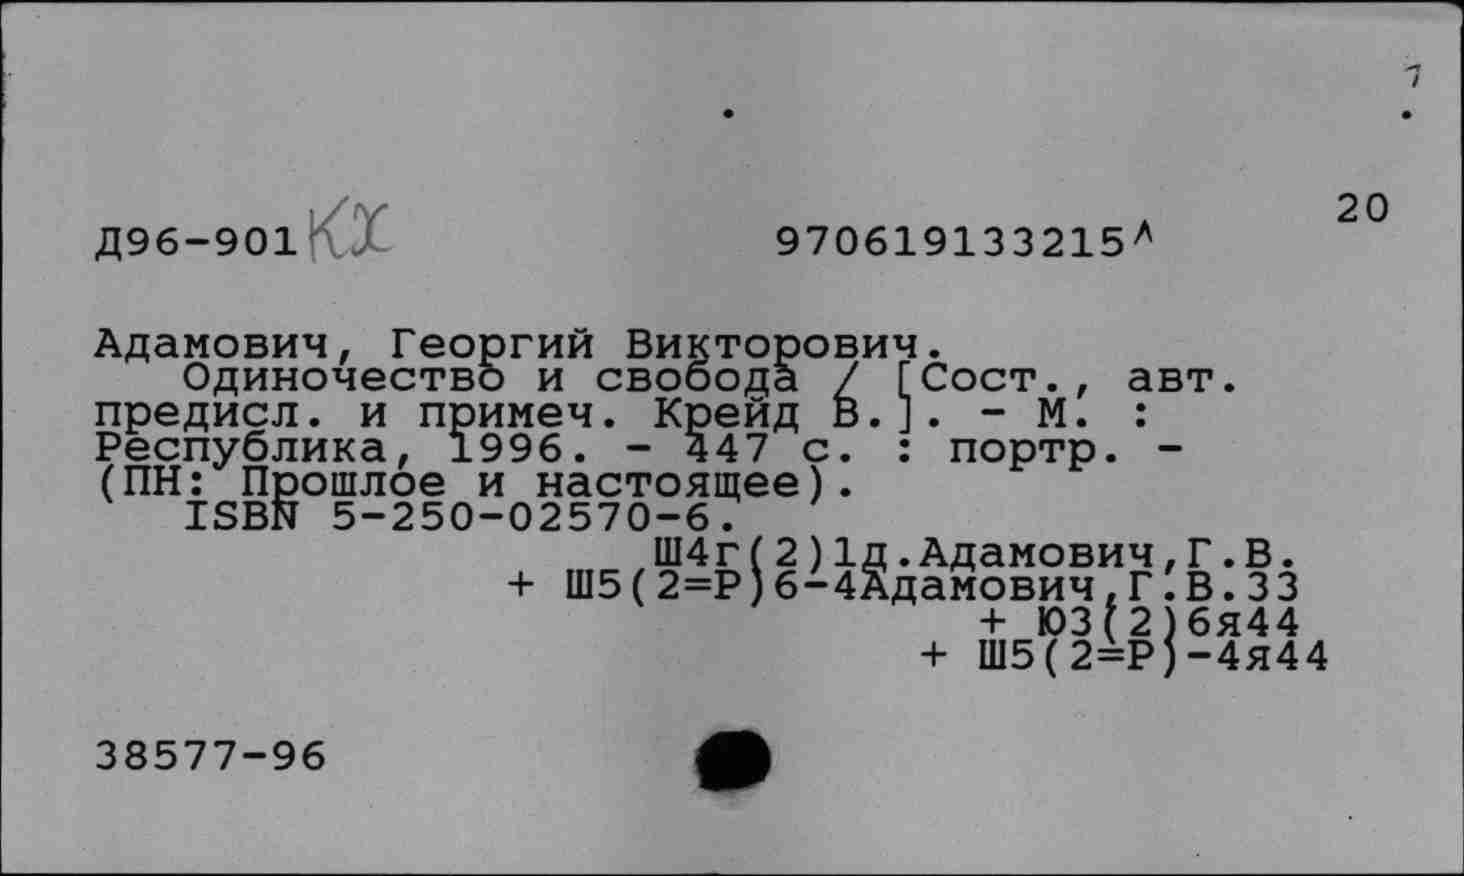 7
20
Д96-901 КХ 970619133215Л
Адамович, Георгий Викторович.
Одиночество и свобода / [Сост., авт.
предисл. и примеч. Крейд В.]. - М. :
Республика, 1996. - 447 с. : портр. -
(ПН: Прошлое и настоящее).
ISBN 5-250-02570-6.
Ш4г(2)1д.Адамович,Г.В.
+ Ш5(2=Р)6-4Адамович,Г.В.33
+ Ю3(2)6я44
+ Ш5(2=Р)-4я44
38577-96